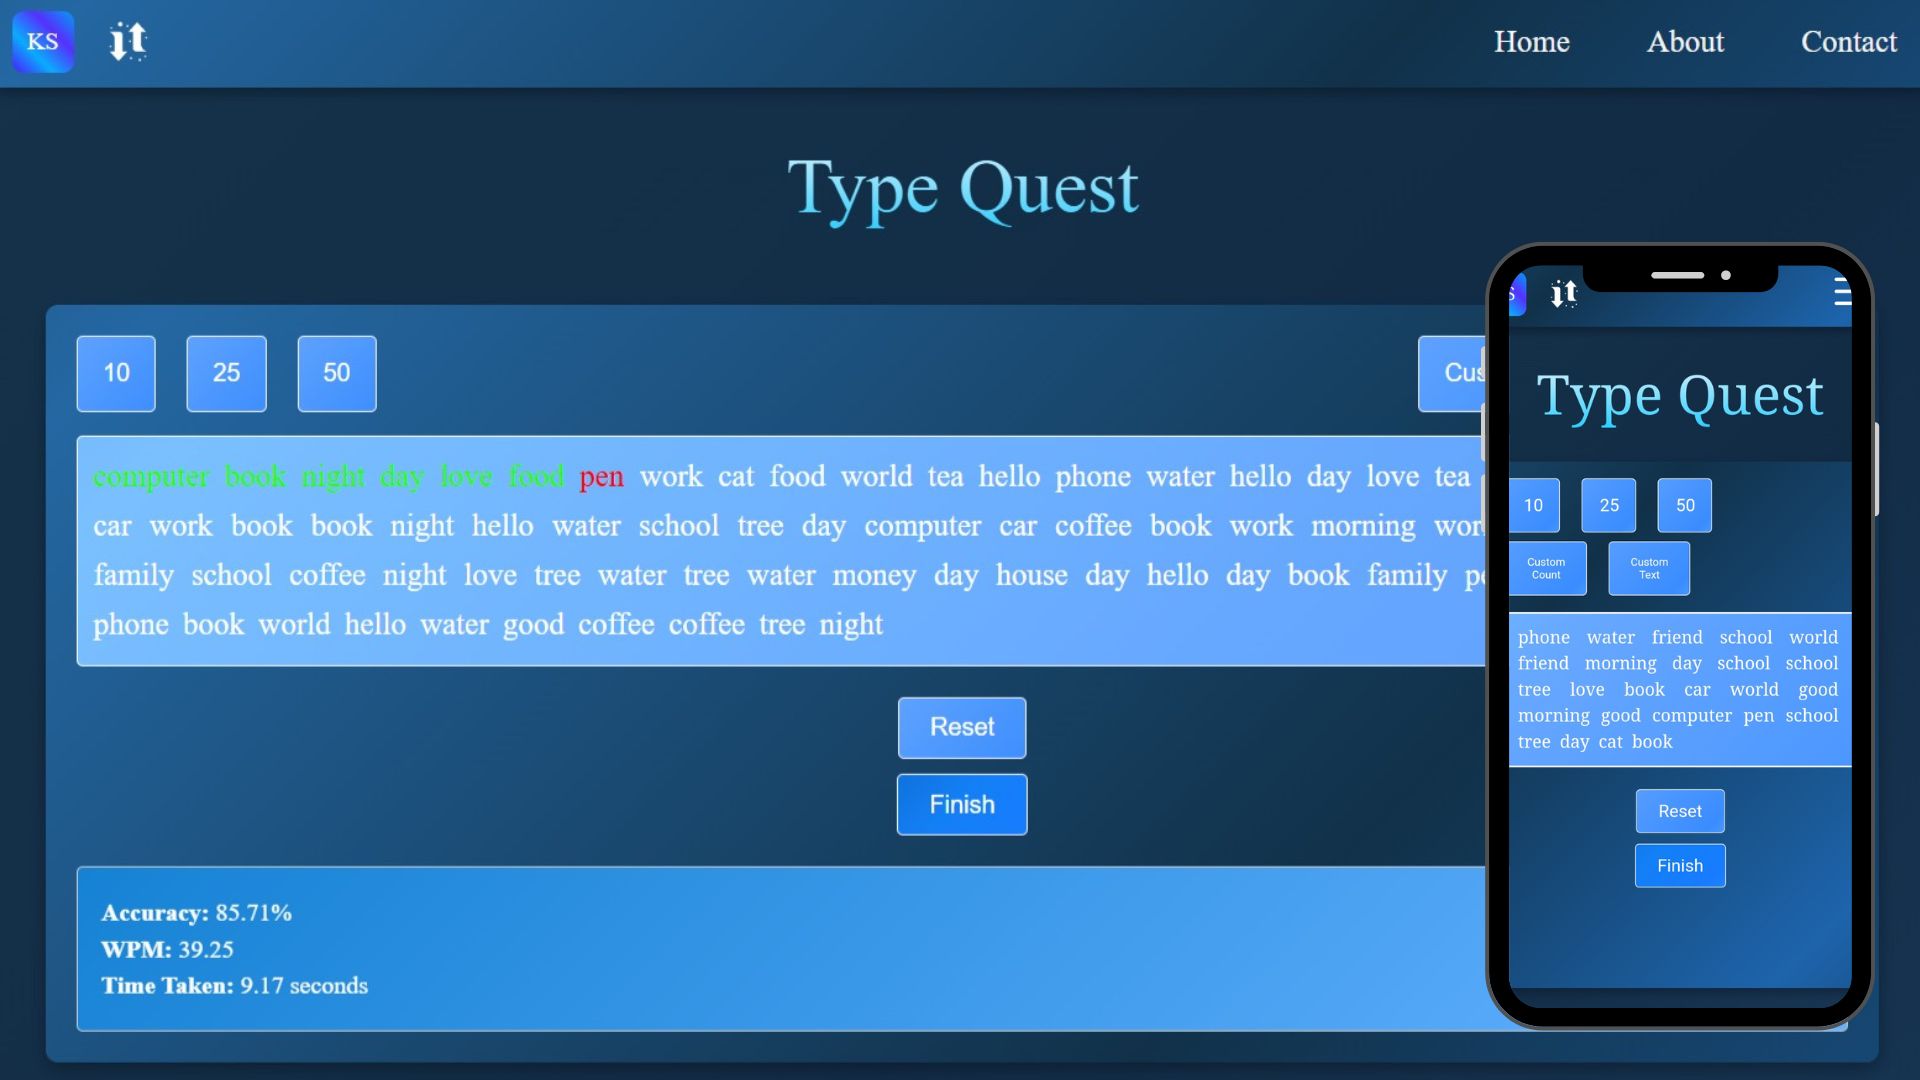 KS
Home About Contact
Type Quest
10 25 50
computer book night day love food pen work cat food world tea hello phone water hello day love tea
car work book book night hello water school tree day computer car coffee book work morning
family school coffee night love tree water tree water money day house day hello day book family
phone book world hello water good coffee coffee tree night
Reset
Finish
Accuracy: 85.71%
WPM: 39.25
Time Taken: 9.17 seconds
Type Quest
10 25 50
Custom Count
Custom Text
phone water friend school world
friend morning day school school
tree love book car world good
morning good computer pen school
tree day cat book
Reset
Finish